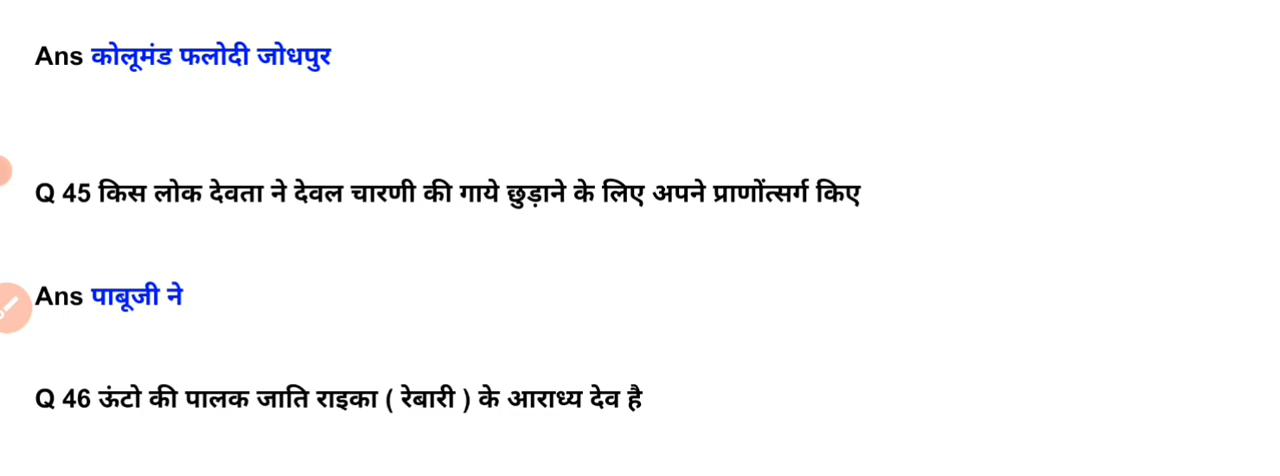 Ans कोलूमंड फलोदी जोधपुर
Q 45 किस लोक देवता ने देवल चारणी की गाये छुड़ाने के लिए अपने प्राणोंत्सर्ग किए
Ans पाबूजी ने
Q 46 ऊंटो की पालक जाति राइका ( रेबारी ) के आराध्य देव है